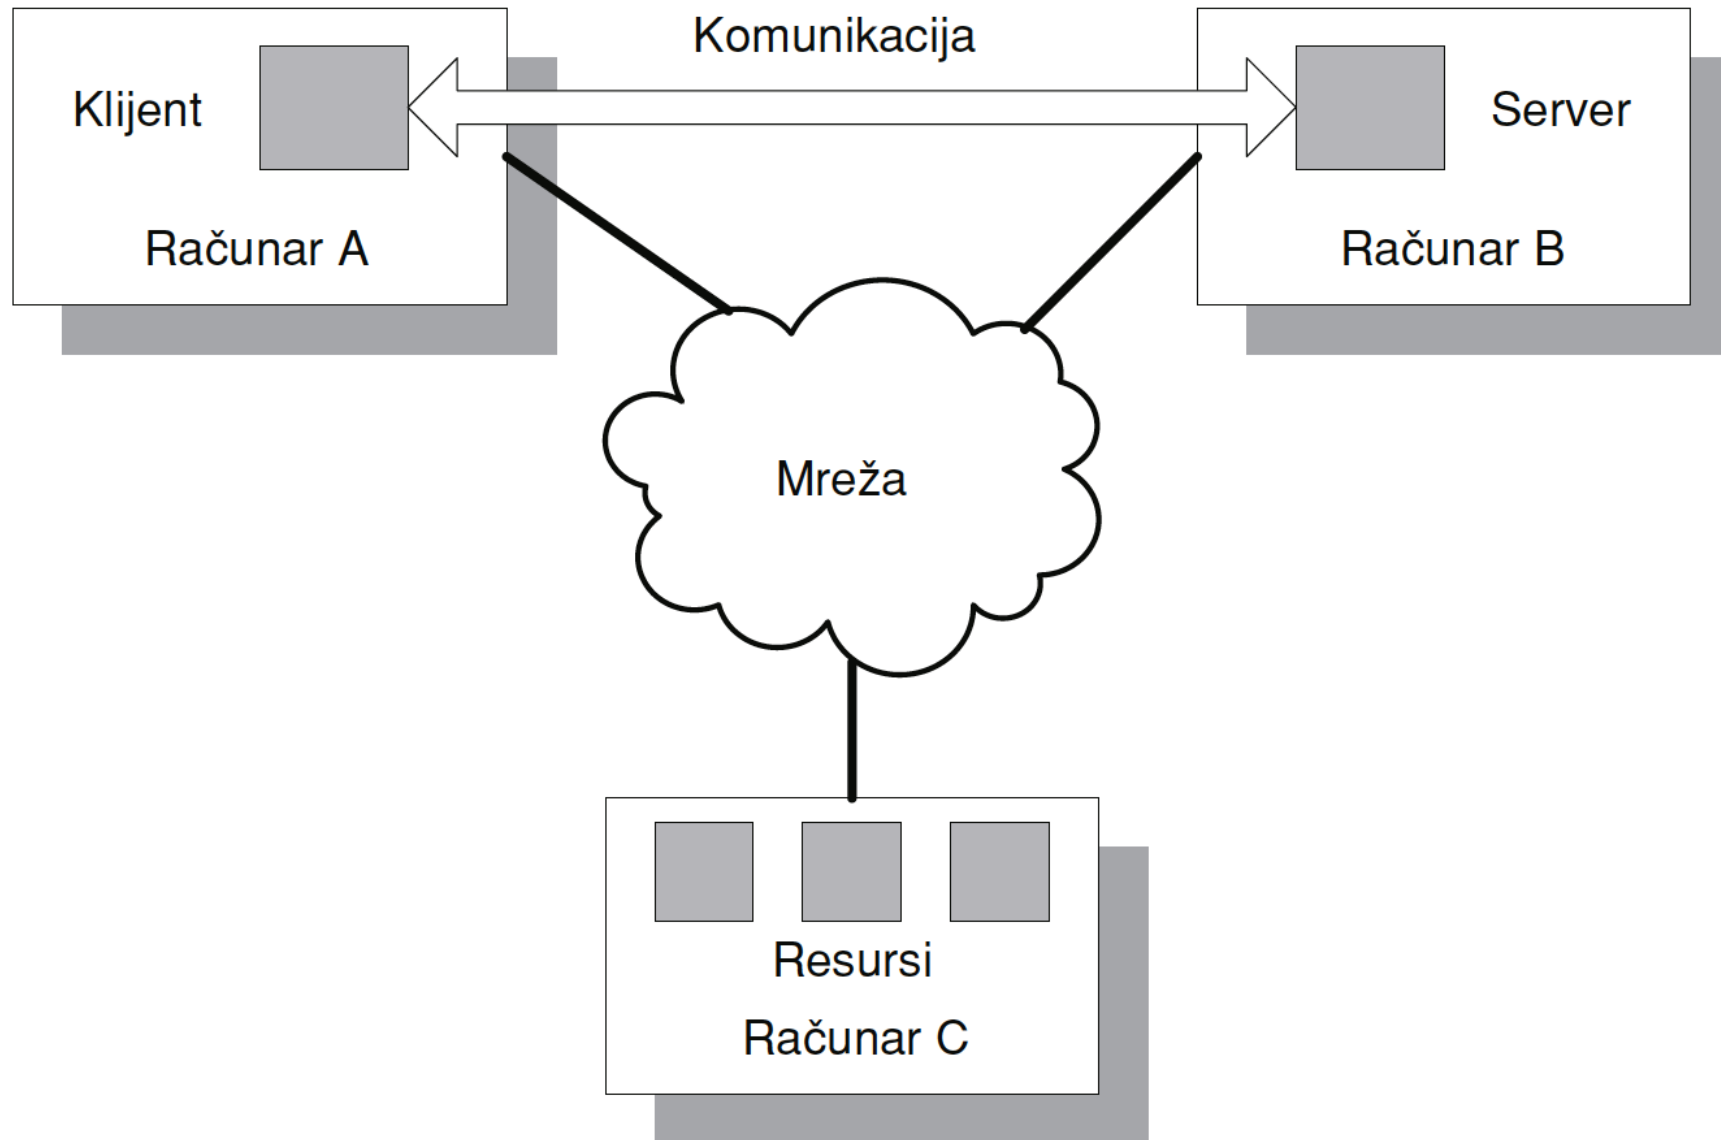 Komunikacija
Klijent
Server
Računar A
Računar B
Mreža
Resursi
Računar C